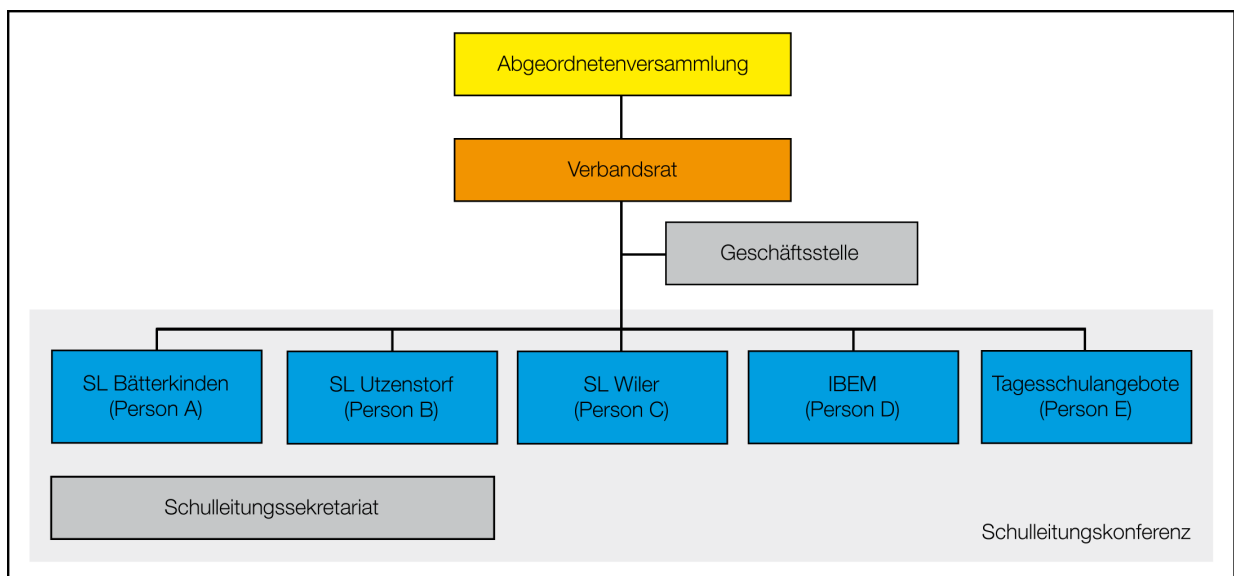 Abgeordnetenversammlung
Verbandsrat
Geschäftsstelle
SL Bätterkinden
(Person A)
SL Utzenstorf
(Person B)
SL Wiler
(Person C)
IBEM
(Person D)
Tagesschulangebote
(Person E)
Schulleitungssekretariat
Schulleitungskonferenz